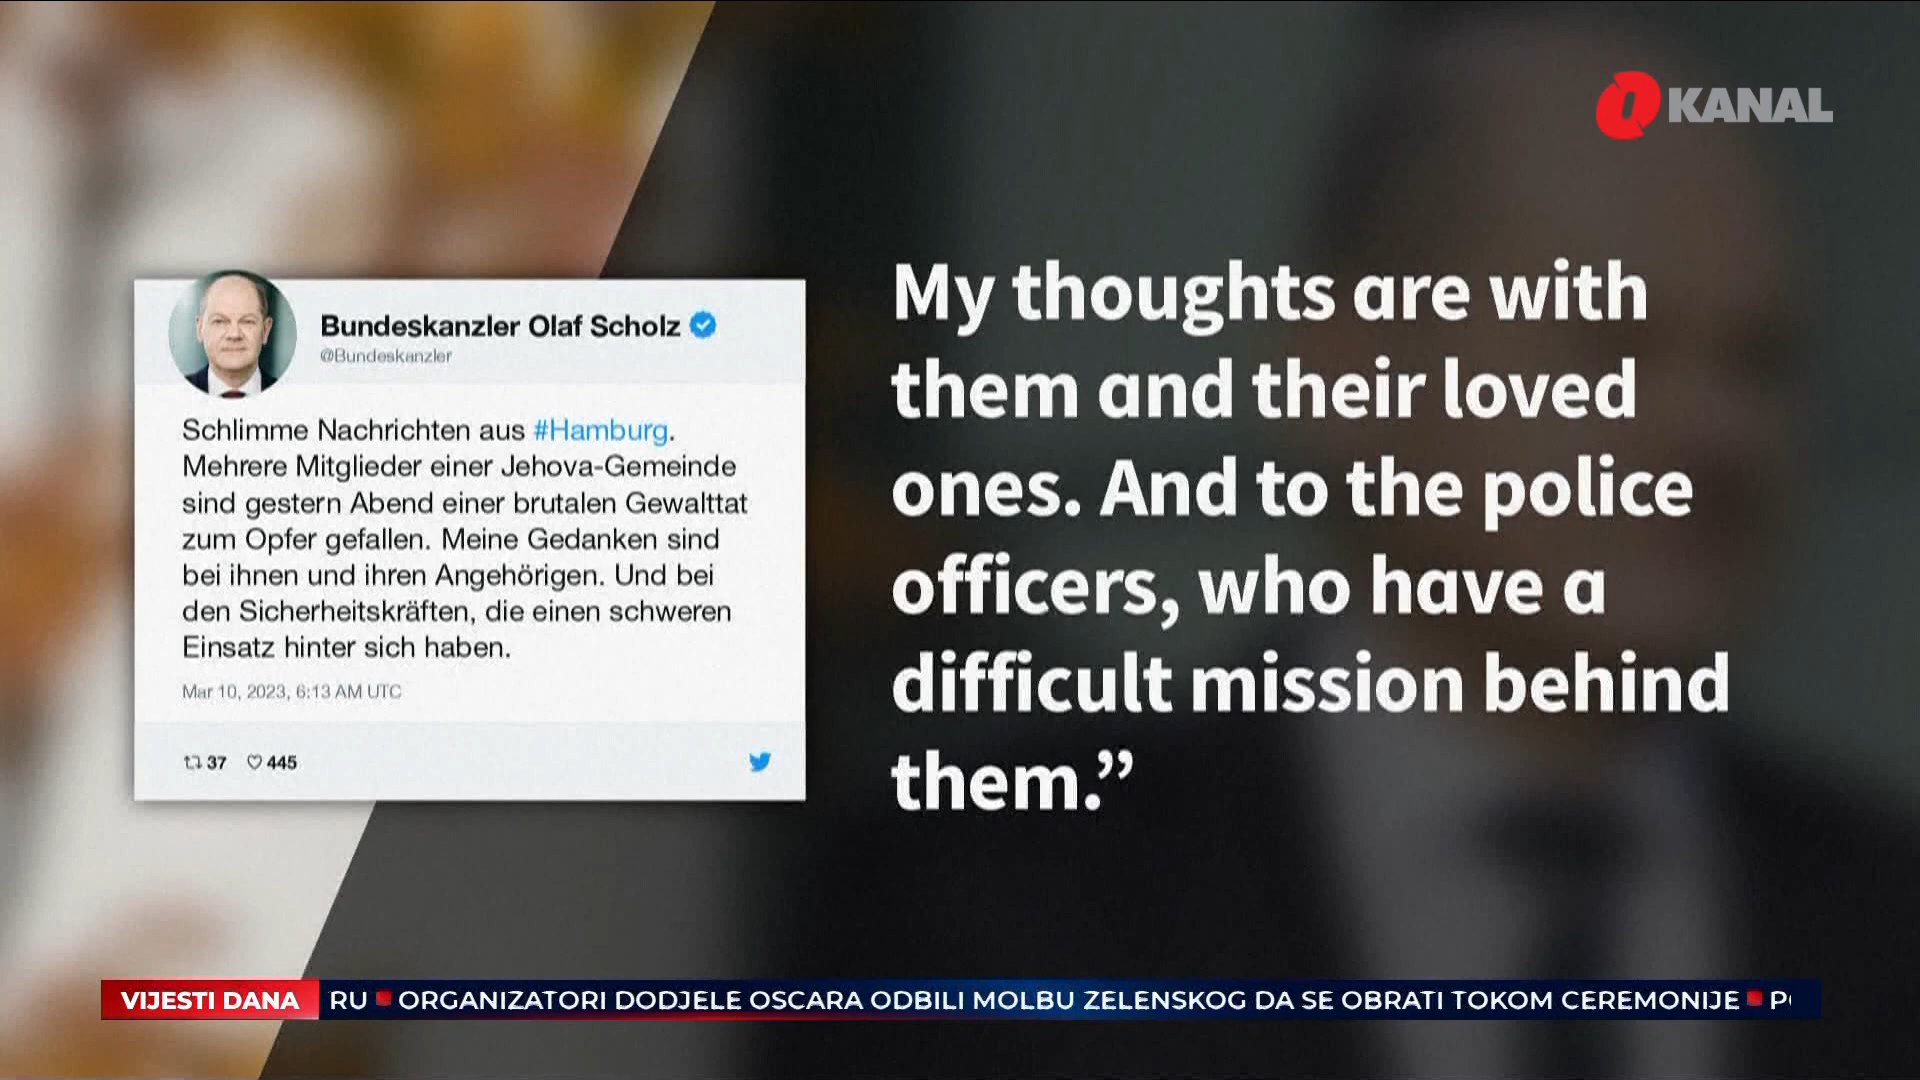 O KANAL
Bundeskanzler Olaf Scholz
@Bundeskanzler
Schlimme Nachrichten aus #Hamburg.
Mehrere Mitglieder einer Jehova-Gemeinde
sind gestern Abend einer brutalen Gewalttat
zum Opfer gefallen. Meine Gedanken sind
bei ihnen und ihren Angehörigen. Und bei
den Sicherheitskräften, die einen schweren
Einsatz hinter sich haben.
Mar 10, 2023, 6:13 AM UTC
37 445
My thoughts are with
them and their loved
ones. And to the police
officers, who have a
difficult mission behind
them.”
VIJESTI DANA RU ORGANIZATORI DODJELE OSCARA ODBILI MOLBU ZELENSKOG DA SE OBRATI TOKOM CEREMONIJE